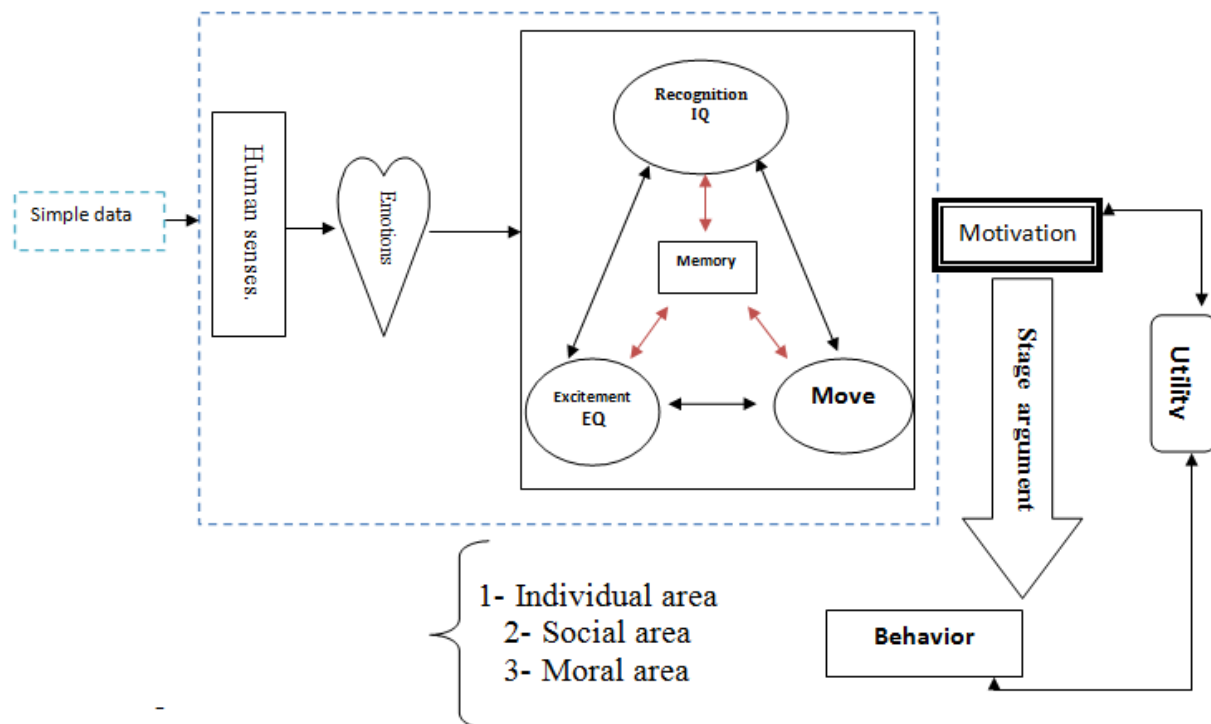 Simple data
Human senses.
Emotions
Recognition
IQ
Memory
Excitement
EQ
Move
Motivation
Stage argument
Utility
Behavior
1- Individual area
2- Social area
3- Moral area
-